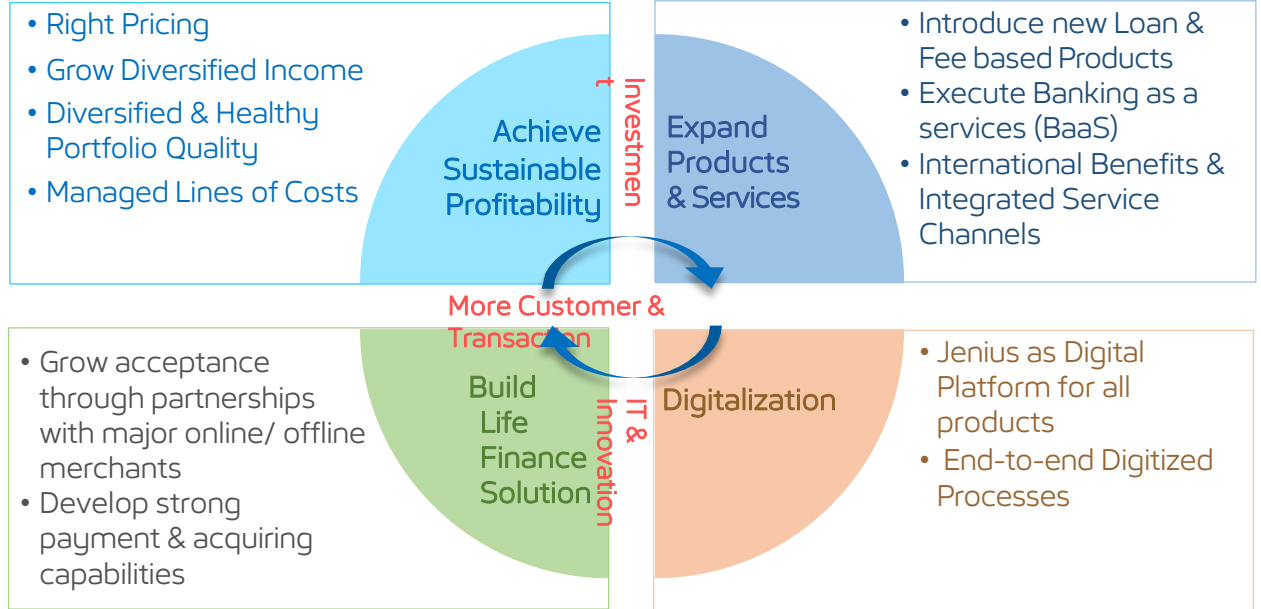 • Right Pricing
• Grow Diversified Income
• Diversified & Healthy
Portfolio Quality
• Managed Lines of Costs
Achieve
Sustainable
Profitability
Investmen
t
Expand
Products
& Services
• Introduce new Loan &
Fee based Products
• Execute Banking as a
services (BaaS)
• International Benefits &
Integrated Service
Channels
More Customer &
Transaction
• Grow acceptance
through partnerships
with major online/ offline
merchants
• Develop strong
payment & acquiring
capabilities
Build
Life
Finance
Solution
IT &
Innovation
Digitalization
• Jenius as Digital
Platform for all
products
• End-to-end Digitized
Processes